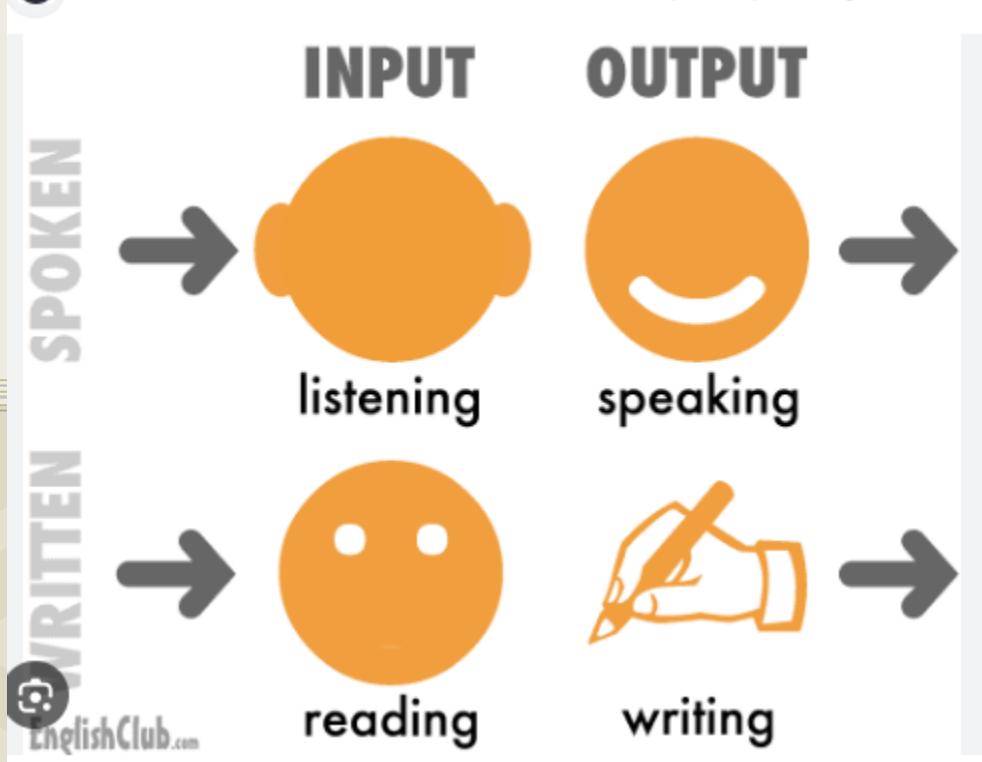 INPUT OUTPUT
SPOKEN
listening speaking
WRITTEN
reading writing
EnglishClub.com